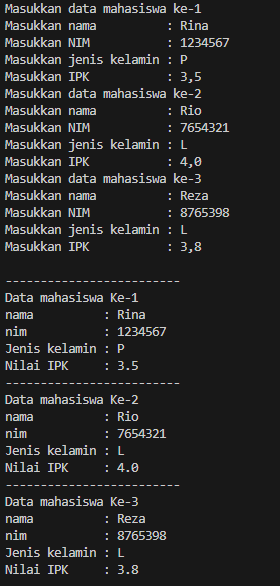 Masukkan data mahasiswa ke-1
Masukkan nama          : Rina
Masukkan NIM           : 1234567
Masukkan jenis kelamin : P
Masukkan IPK           : 3,5
Masukkan data mahasiswa ke-2
Masukkan nama          : Rio
Masukkan NIM           : 7654321
Masukkan jenis kelamin : L
Masukkan IPK           : 4,0
Masukkan data mahasiswa ke-3
Masukkan nama          : Reza
Masukkan NIM           : 8765398
Masukkan jenis kelamin : L
Masukkan IPK           : 3,8
-------------------------
Data mahasiswa Ke-1
nama          : Rina
nim           : 1234567
Jenis kelamin : P
Nilai IPK     : 3.5
-------------------------
Data mahasiswa Ke-2
nama          : Rio
nim           : 7654321
Jenis kelamin : L
Nilai IPK     : 4.0
-------------------------
Data mahasiswa Ke-3
nama          : Reza
nim           : 8765398
Jenis kelamin : L
Nilai IPK     : 3.8